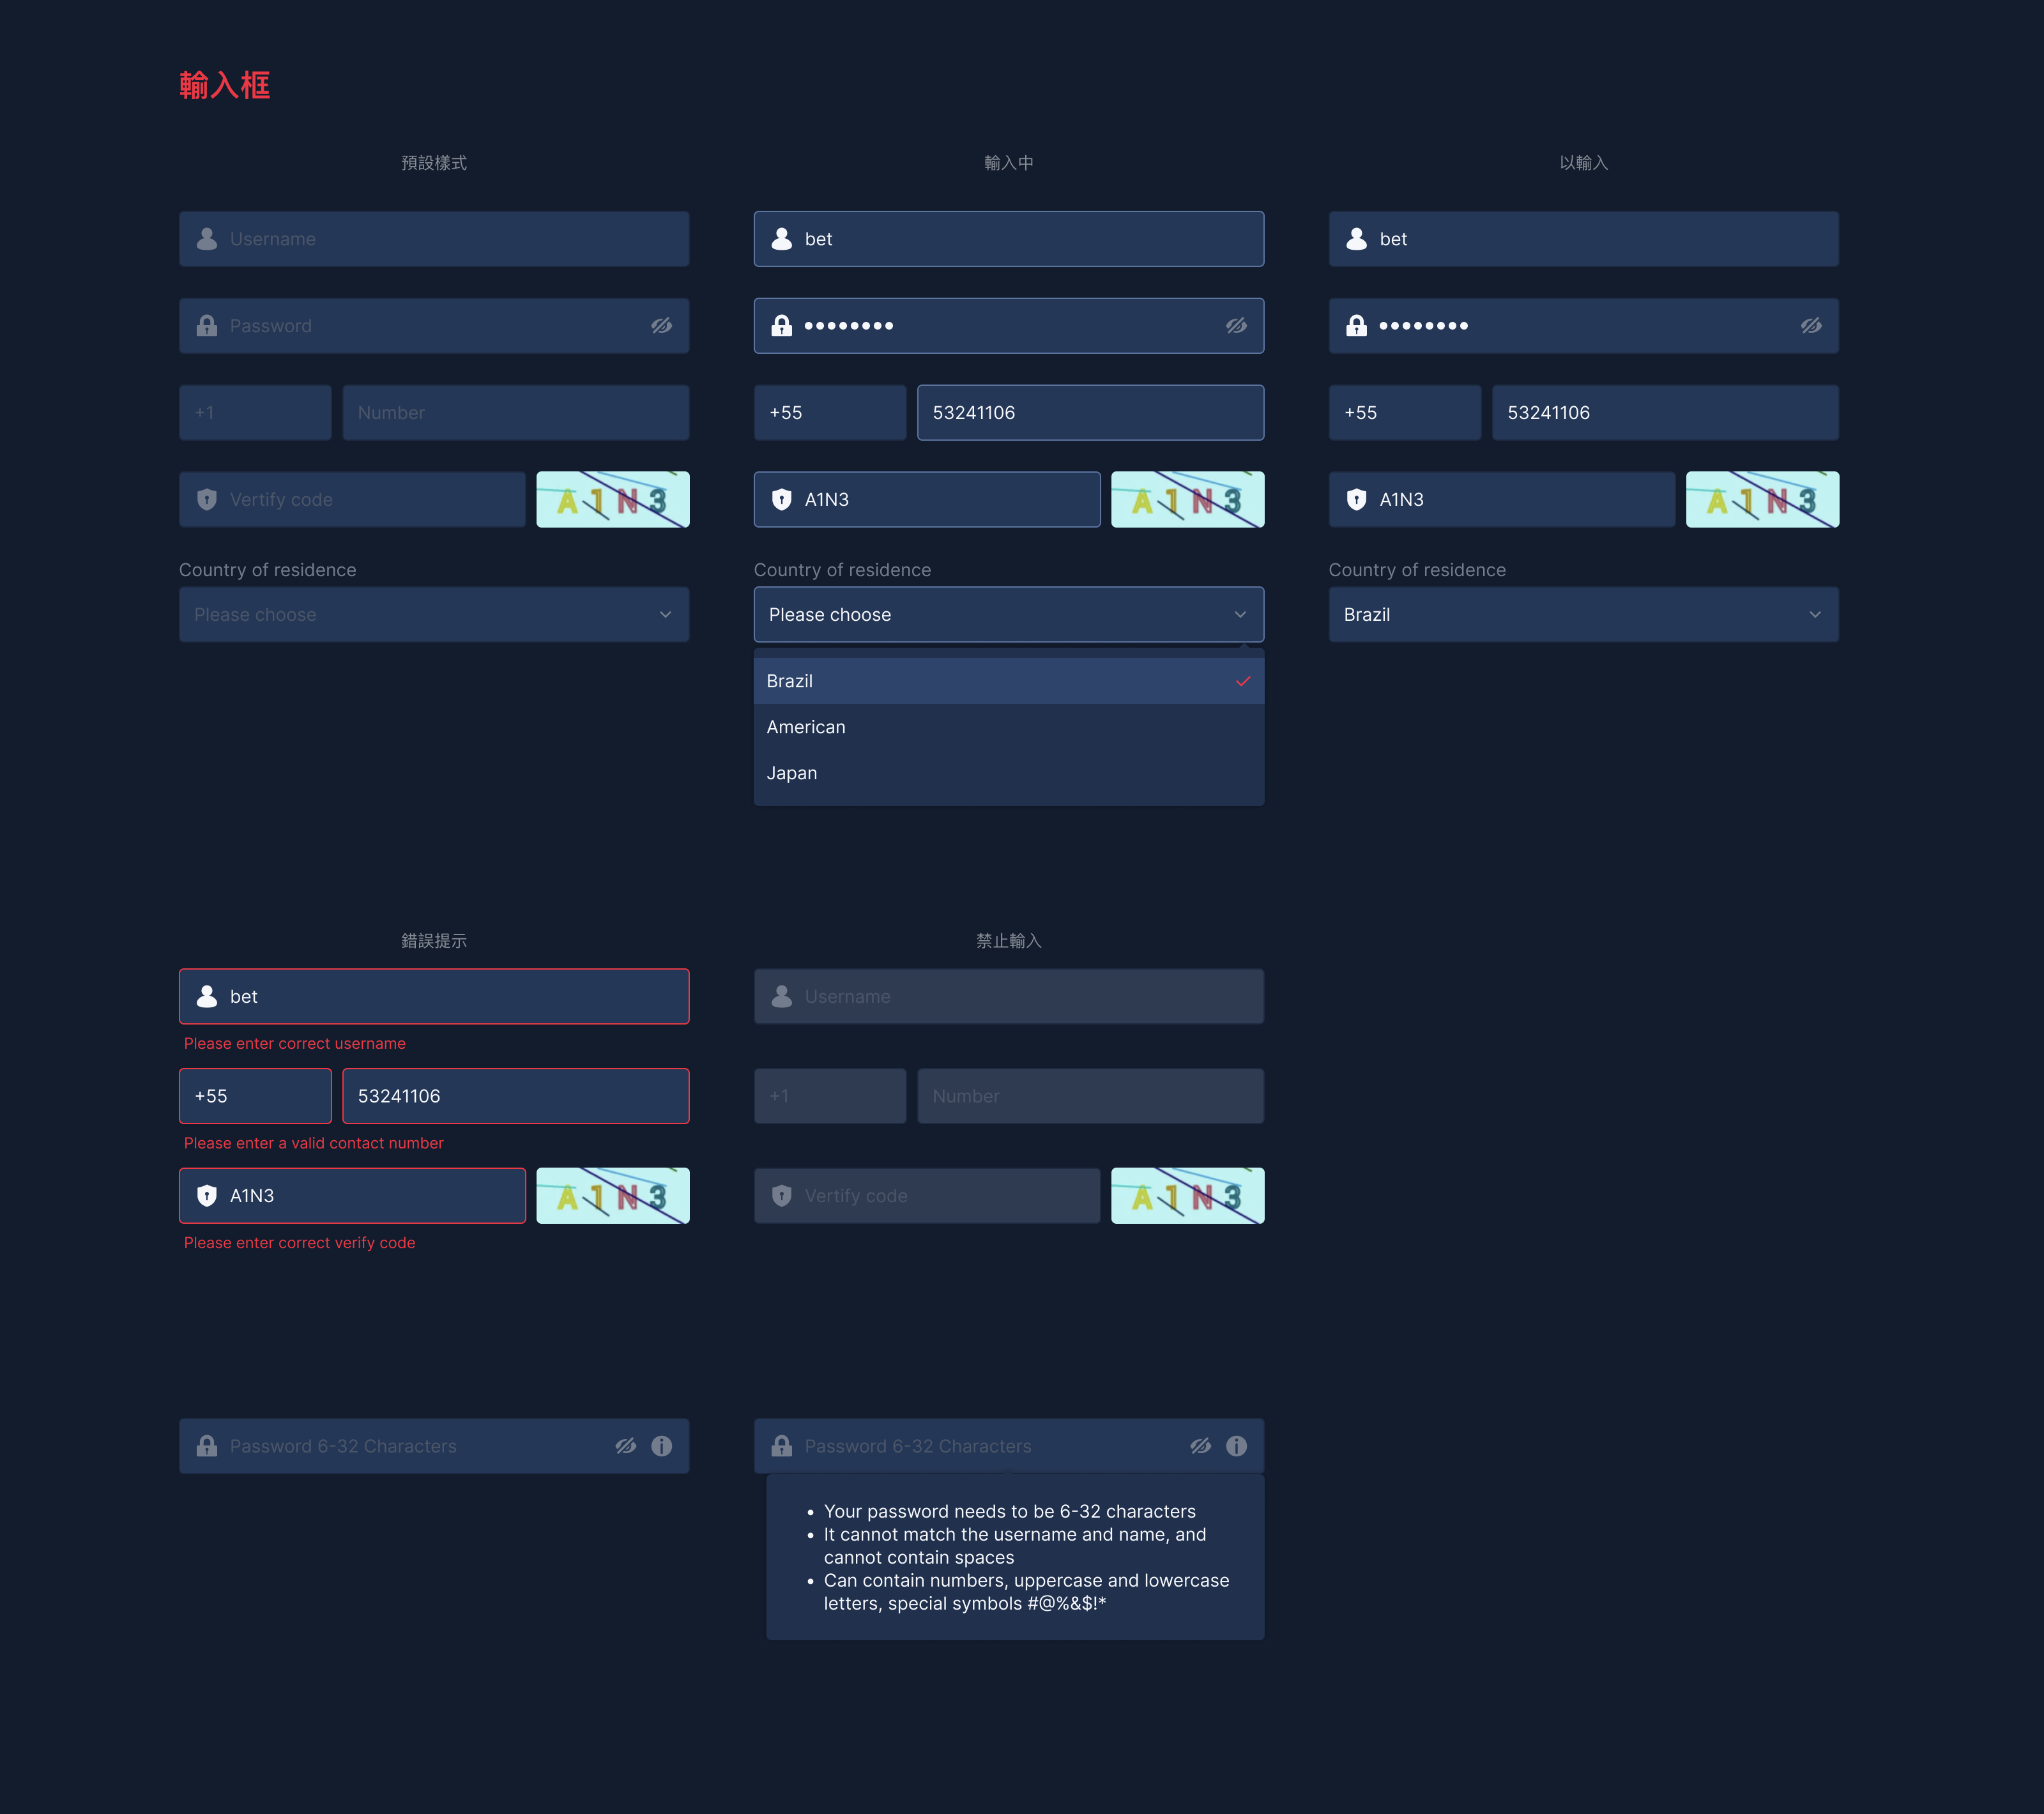 輸入框
預設樣式
Username
Password
+1 Number
Vertify code A1N3
Country of residence
Please choose
輸入中
bet
••••••••
+55 53241106
A1N3 A1N3
Country of residence
Please choose
Brazil
American
Japan
以輸入
bet
••••••••
+55 53241106
A1N3 A1N3
Country of residence
Brazil
錯誤提示
bet
Please enter correct username
+55 53241106
Please enter a valid contact number
A1N3 A1N3
Please enter correct verify code
禁止輸入
Username
+1 Number
Vertify code A1N3
Password 6-32 Characters
Password 6-32 Characters
• Your password needs to be 6-32 characters
• It cannot match the username and name, and
cannot contain spaces
• Can contain numbers, uppercase and lowercase
letters, special symbols #@%&$!*